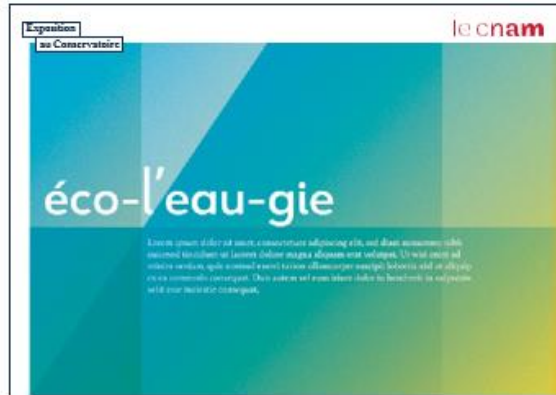 Exposition
au Conservatoire
le cnam
éco-l'eau-gie
Lorem ipsum dolor sit amet, consectetuer adipiscing elit, sed diam nonummy nibh
euismod tincidunt ut laoreet dolore magna aliquam erat volutpat. Ut wisi enim ad
minim veniam, quis nostrud exerci tation ullamcorper suscipit lobortis nisl ut aliquip
ex ea commodo consequat. Duis autem vel eum iriure dolor in hendrerit in vulputate
velit esse molestie consequat.